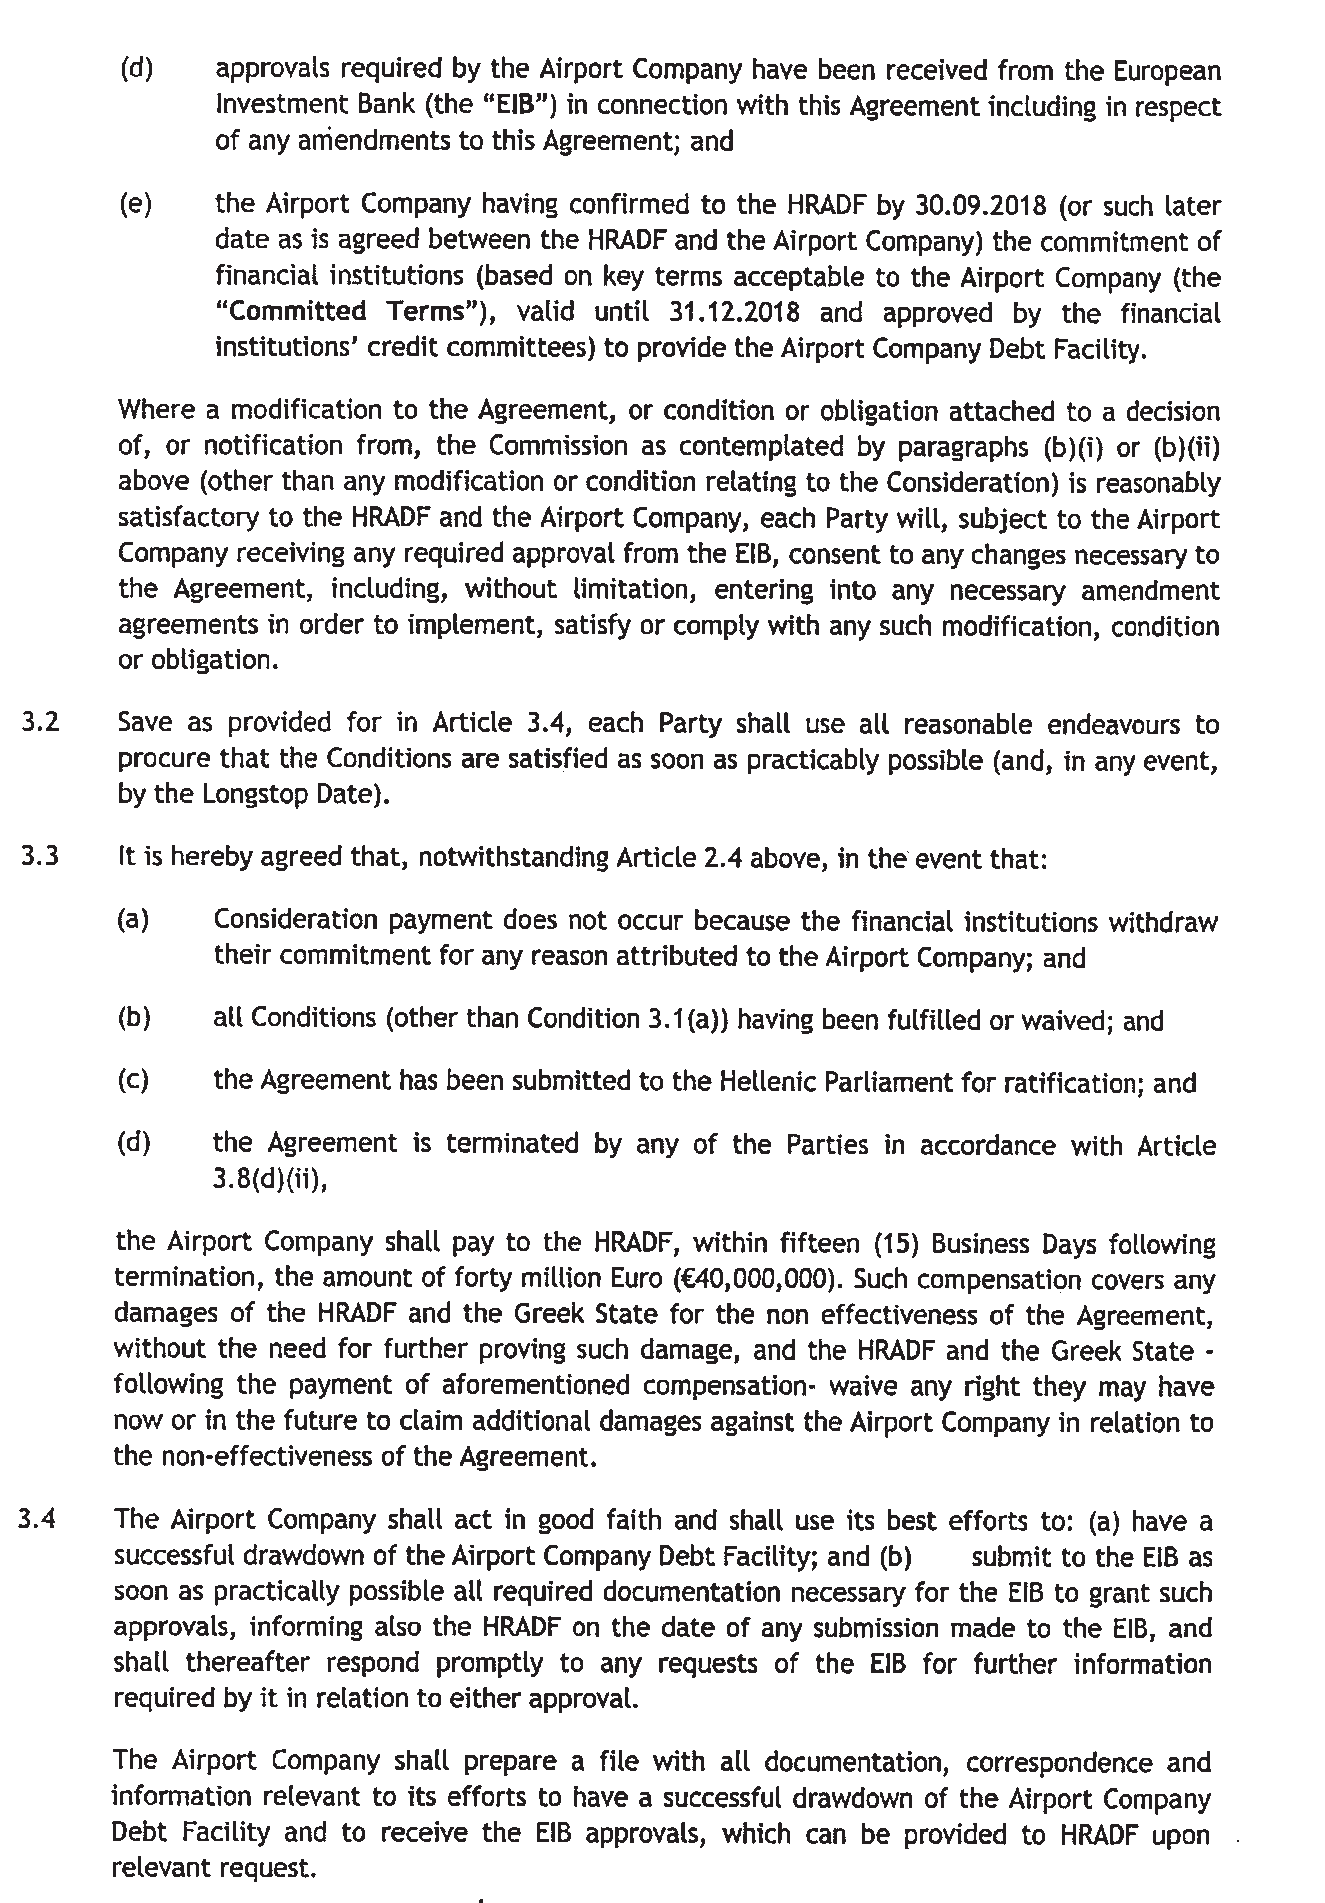 (d) approvals required by the Airport Company have been received from the European
Investment Bank (the “EIB”) in connection with this Agreement including in respect
of any amendments to this Agreement; and
(e) the Airport Company having confirmed to the HRADF by 30.09.2018 (or such later
date as is agreed between the HRADF and the Airport Company) the commitment of
financial institutions (based on key terms acceptable to the Airport Company (the
“Committed Terms”), valid until 31.12.2018 and approved by the financial
institutions’ credit committees) to provide the Airport Company Debt Facility.
Where a modification to the Agreement, or condition or obligation attached to a decision
of, or notification from, the Commission as contemplated by paragraphs (b)(i) or (b)(ii)
above (other than any modification or condition relating to the Consideration) is reasonably
satisfactory to the HRADF and the Airport Company, each Party will, subject to the Airport
Company receiving any required approval from the EIB, consent to any changes necessary to
the Agreement, including, without limitation, entering into any necessary amendment
agreements in order to implement, satisfy or comply with any such modification, condition
or obligation.
3.2 Save as provided for in Article 3.4, each Party shall use all reasonable endeavours to
procure that the Conditions are satisfied as soon as practicably possible (and, in any event,
by the Longstop Date).
3.3 It is hereby agreed that, notwithstanding Article 2.4 above, in the event that:
(a) Consideration payment does not occur because the financial institutions withdraw
their commitment for any reason attributed to the Airport Company; and
(b) all Conditions (other than Condition 3.1(a)) having been fulfilled or waived; and
(c) the Agreement has been submitted to the Hellenic Parliament for ratification; and
(d) the Agreement is terminated by any of the Parties in accordance with Article
3.8(d)(ii),
the Airport Company shall pay to the HRADF, within fifteen (15) Business Days following
termination, the amount of forty million Euro (€40,000,000). Such compensation covers any
damages of the HRADF and the Greek State for the non effectiveness of the Agreement,
without the need for further proving such damage, and the HRADF and the Greek State -
following the payment of aforementioned compensation- waive any right they may have
now or in the future to claim additional damages against the Airport Company in relation to
the non-effectiveness of the Agreement.
3.4 The Airport Company shall act in good faith and shall use its best efforts to: (a) have a
successful drawdown of the Airport Company Debt Facility; and (b) submit to the EIB as
soon as practically possible all required documentation necessary for the EIB to grant such
approvals, informing also the HRADF on the date of any submission made to the EIB, and
shall thereafter respond promptly to any requests of the EIB for further information
required by it in relation to either approval.
The Airport Company shall prepare a file with all documentation, correspondence and
information relevant to its efforts to have a successful drawdown of the Airport Company
Debt Facility and to receive the EIB approvals, which can be provided to HRADF upon
relevant request.